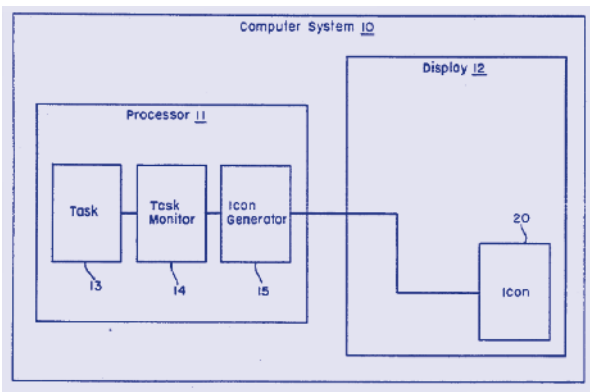 Computer System 10
Display 12
Processor 11
Task
Task
Monitor
Icon
Generator
13
14
15
20
Icon